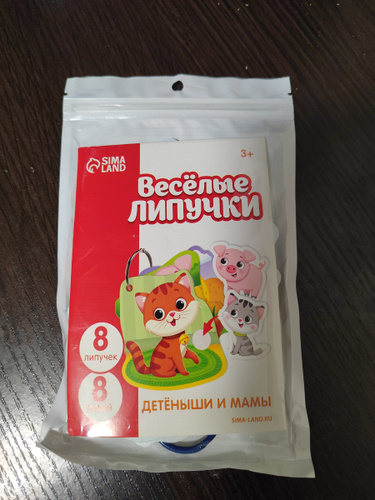 SIMA
LAND
3+
Весёлые
ЛИПУЧКИ
8
липучек
8
ДЕТЁНЫШИ И МАМЫ
SIMA-LAND.RU